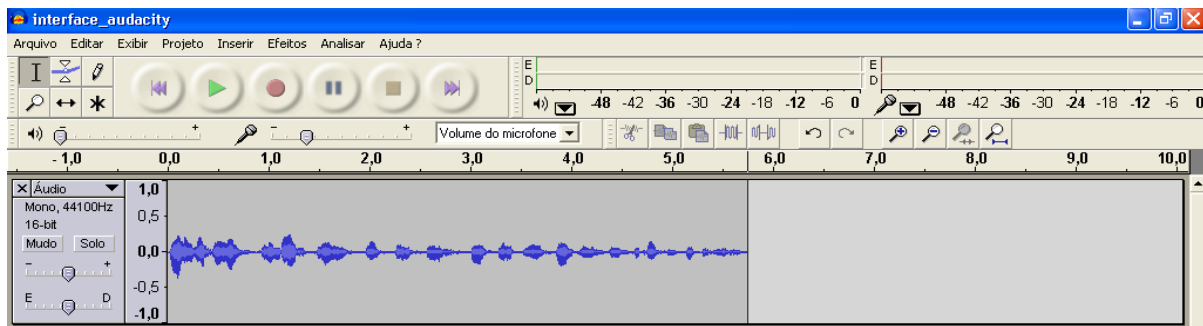 interface_audacity
Arquivo Editar Exibir Projeto Inserir Efeitos Analisar Ajuda ?
E
D
-48 -42 -36 -30 -24 -18 -12 -6 0
E
D
-48 -42 -36 -30 -24 -18 -12 -6 0
- + - + Volume do microfone
- 1,0 0,0 1,0 2,0 3,0 4,0 5,0 6,0 7,0 8,0 9,0 10,0
X Áudio
Mono, 44100Hz
16-bit
Mudo Solo
- +
E D
1,0
0,5
0,0
-0,5
-1,0